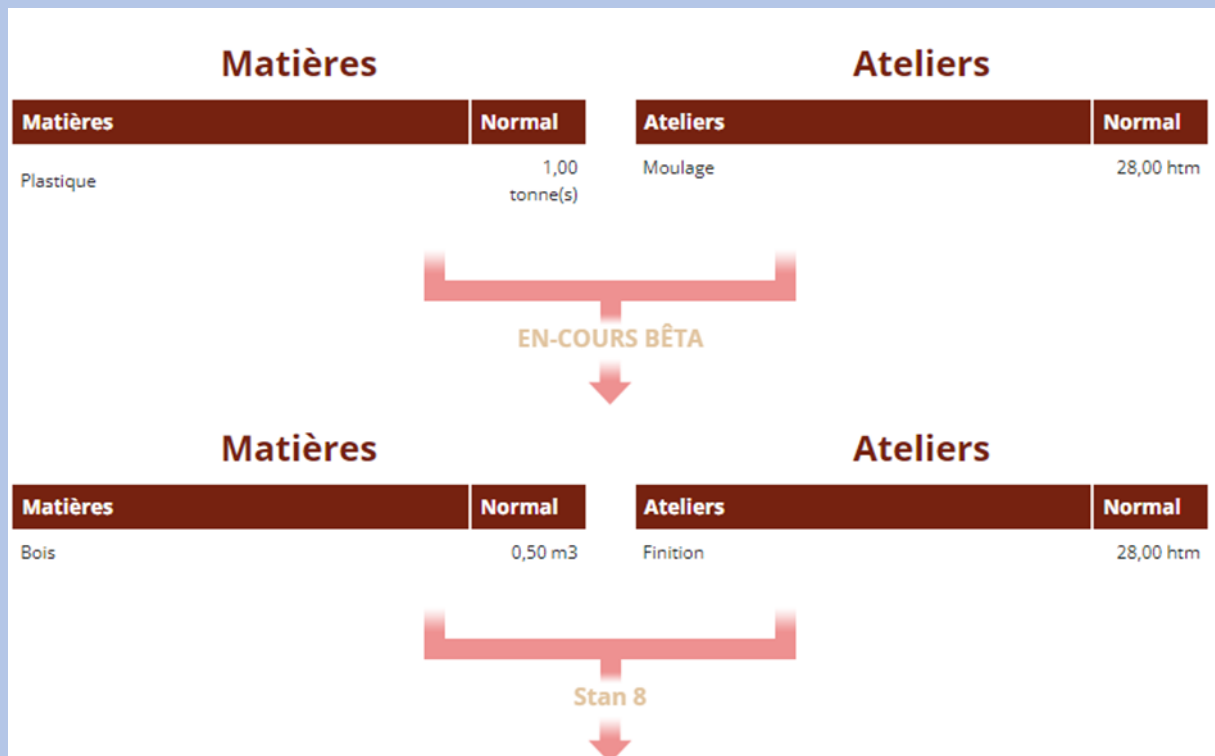 Matières Ateliers
Matières Normal Ateliers Normal
Plastique 1,00 tonne(s) Moulage 28,00 htm
EN-COURS BÊTA
Matières Ateliers
Matières Normal Ateliers Normal
Bois 0,50 m3 Finition 28,00 htm
Stan 8